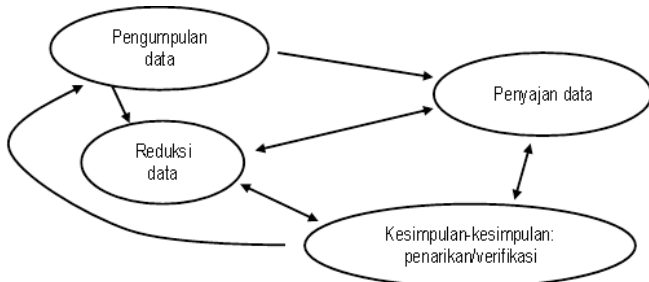 Pengumpulan
data
Penyajan data
Reduksi
data
Kesimpulan-kesimpulan:
penarikan/verifikasi